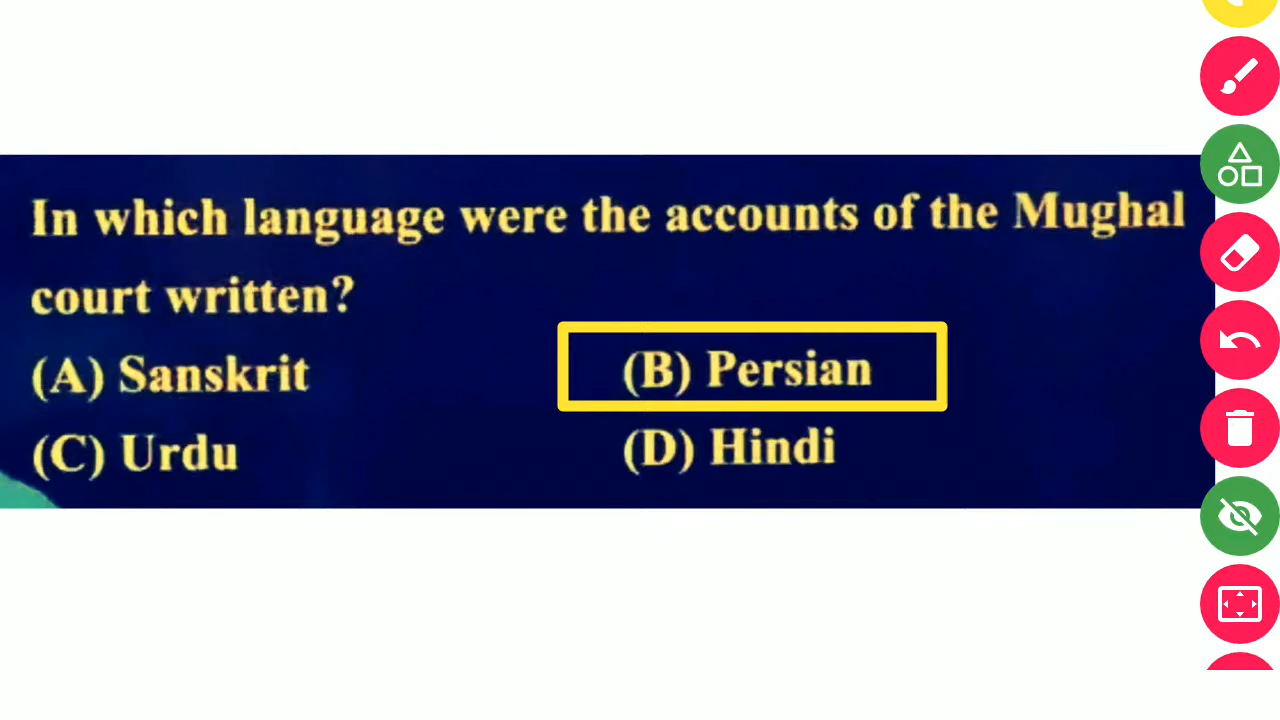 In which language were the accounts of the Mughal
court written?
(A) Sanskrit
(B) Persian
(C) Urdu
(D) Hindi